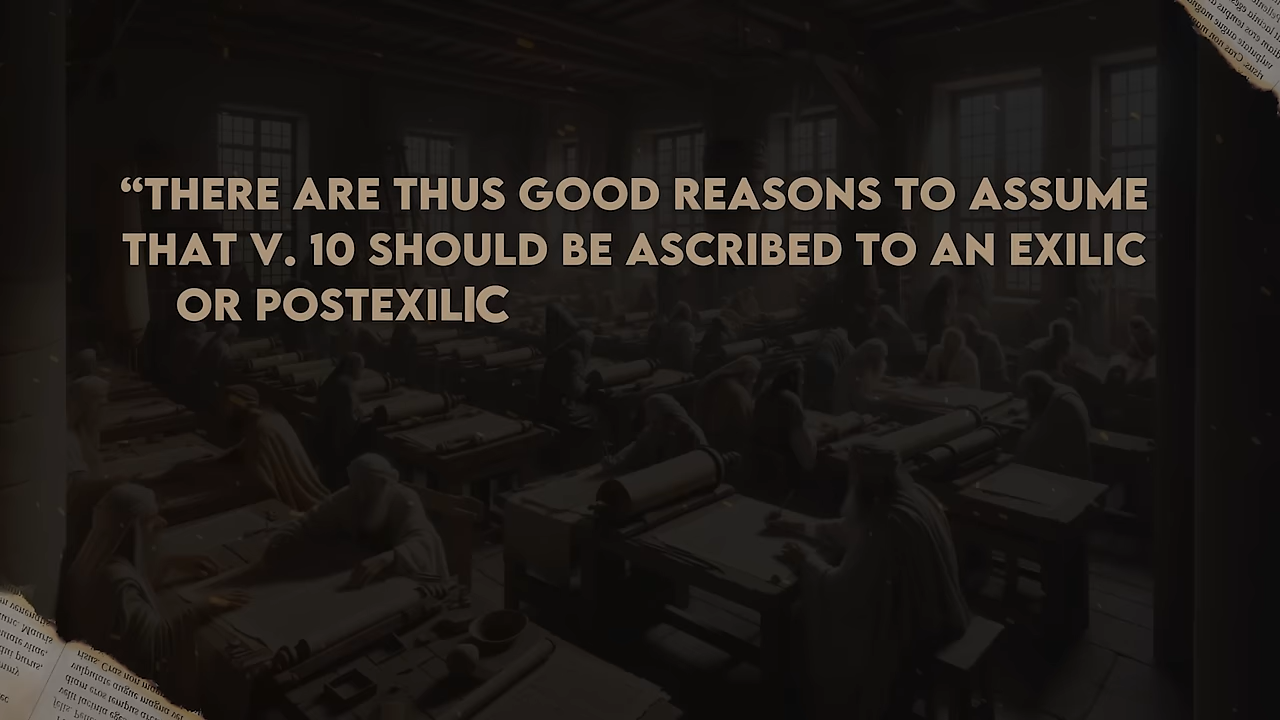 “THERE ARE THUS GOOD REASONS TO ASSUME
THAT V. 10 SHOULD BE ASCRIBED TO AN EXILIC
OR POSTEXILIC